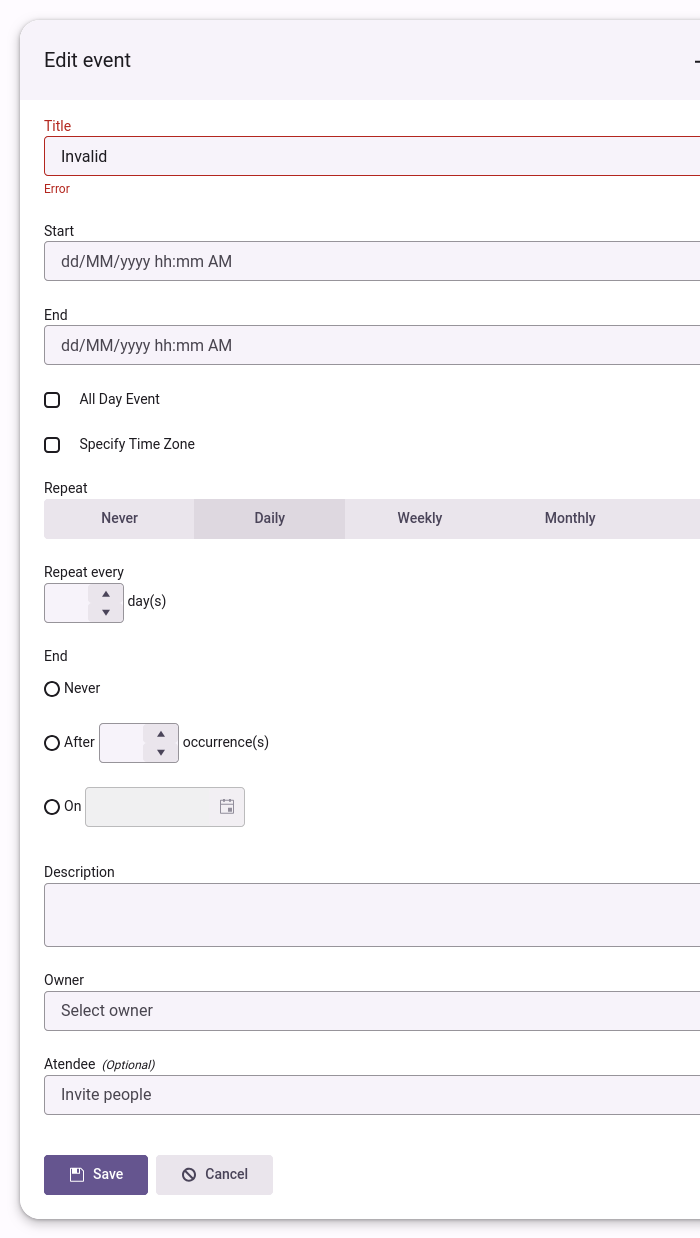 Edit event
Title
Invalid
Error
Start
dd/MM/yyyy hh:mm AM
End
dd/MM/yyyy hh:mm AM
All Day Event
Specify Time Zone
Repeat
Never Daily Weekly Monthly
Repeat every
day(s)
End
Never
After occurrence(s)
On
Description
Owner
Select owner
Atendee (Optional)
Invite people
Save Cancel